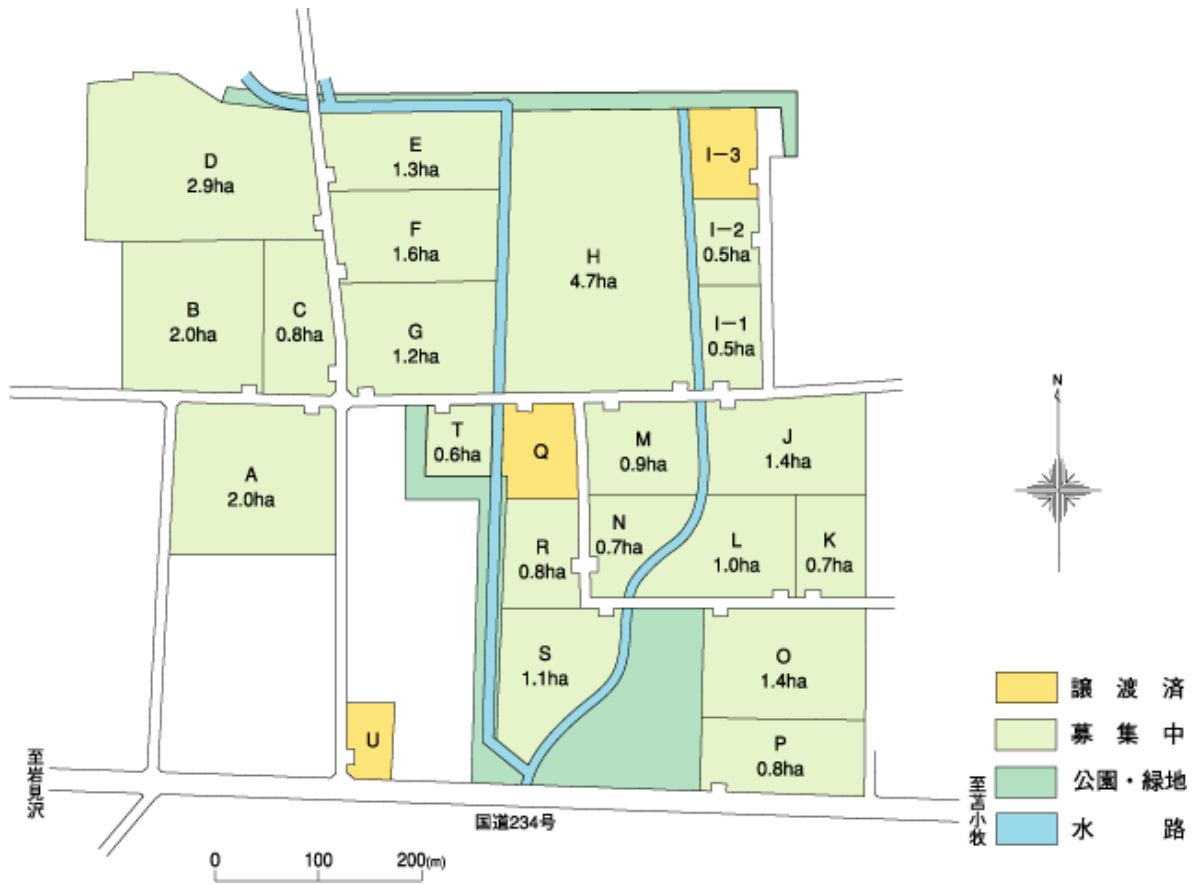 D
2.9ha
E
1.3ha
F
1.6ha
G
1.2ha
H
4.7ha
I-3
I-2
0.5ha
I-1
0.5ha
B
2.0ha
C
0.8ha
A
2.0ha
T
0.6ha
Q
M
0.9ha
J
1.4ha
R
0.8ha
N
0.7ha
L
1.0ha
K
0.7ha
S
1.1ha
O
1.4ha
P
0.8ha
U
N
至岩見沢
国道234号
至苫小牧
譲渡済
募集中
公園・緑地
水路
0 100 200(m)